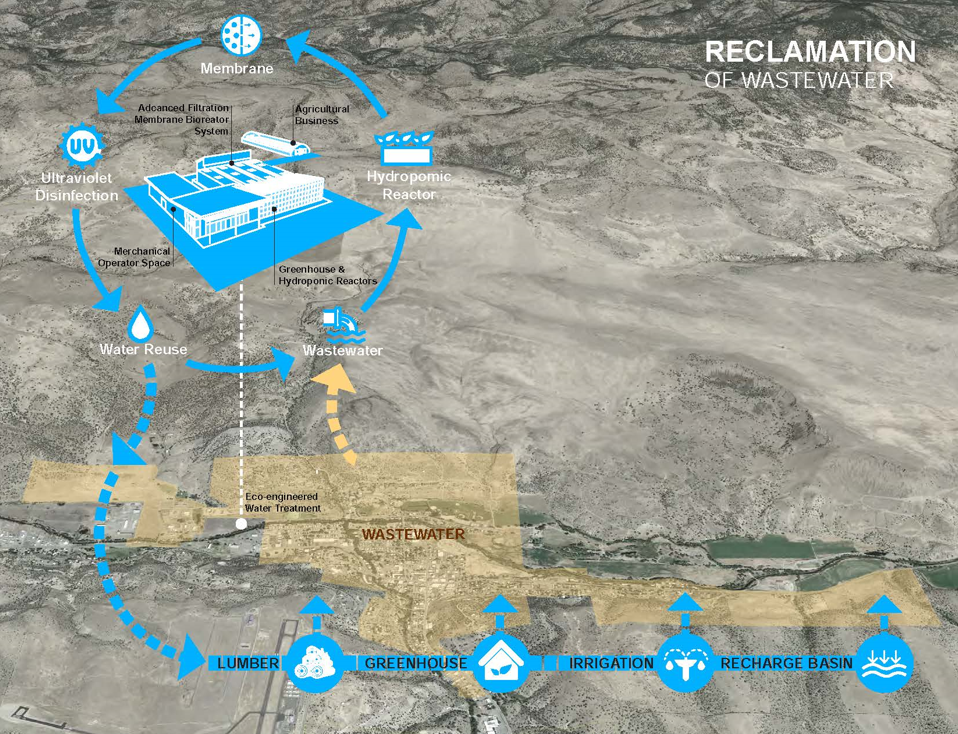 RECLAMATION
OF WASTEWATER
Membrane
Adcanced Filtration
Membrane Bioreator
System
Agricultural
Business
UV
Ultraviolet
Disinfection
Hydropomic
Reactor
Merchanical
Operator Space
Greenhouse &
Hydroponic Reactors
Water Reuse
Wastewater
Eco-engineered
Water Treatment
WASTEWATER
LUMBER
GREENHOUSE
IRRIGATION
RECHARGE BASIN